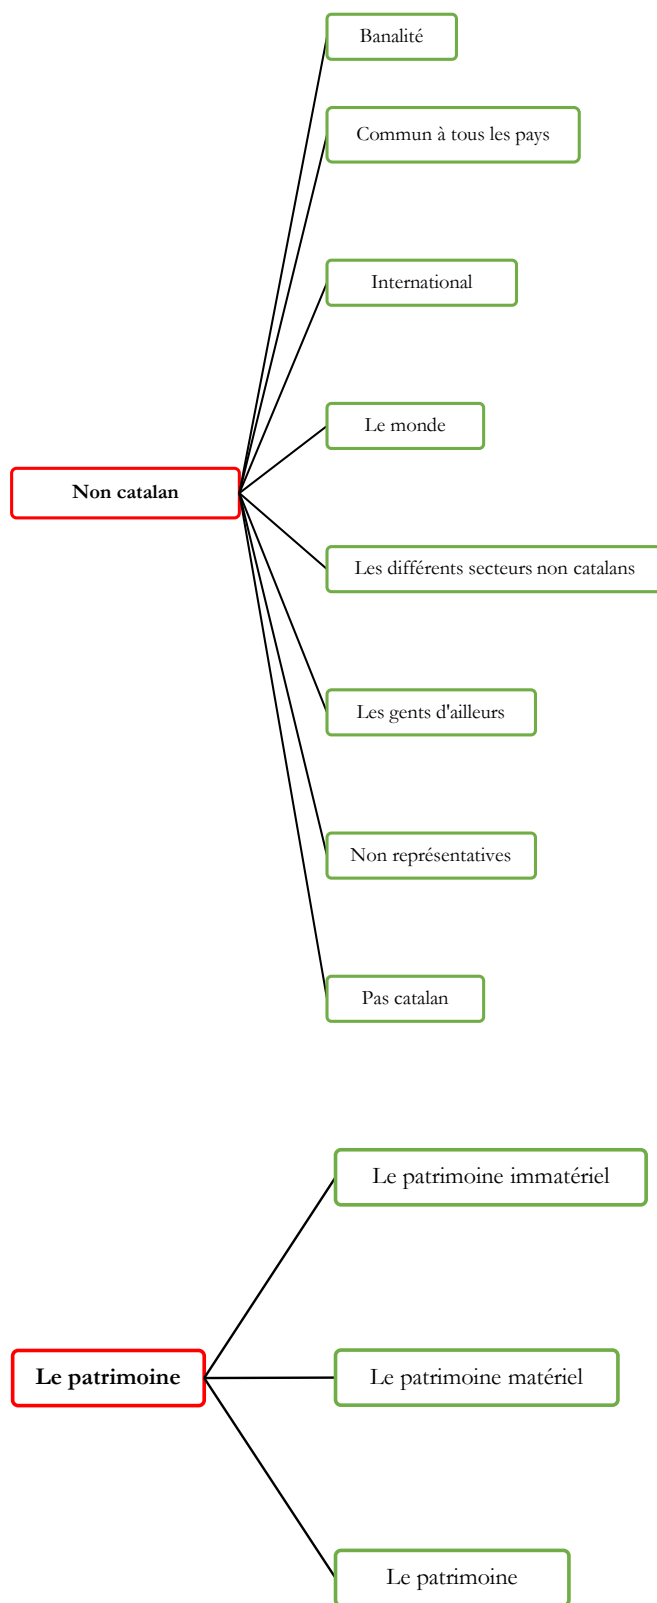 Banalité
Commun à tous les pays
International
Le monde
Non catalan
Les différents secteurs non catalans
Les gents d'ailleurs
Non représentatives
Pas catalan
Le patrimoine immatériel
Le patrimoine
Le patrimoine matériel
Le patrimoine